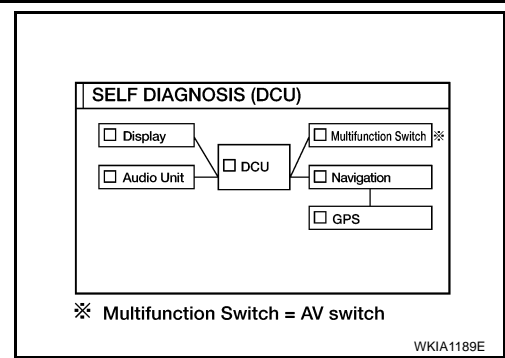 SELF DIAGNOSIS (DCU)
☐ Display
☐ Audio Unit
☐ DCU
☐ Multifunction Switch ※
☐ Navigation
☐ GPS
※ Multifunction Switch = AV switch
WKIA1189E